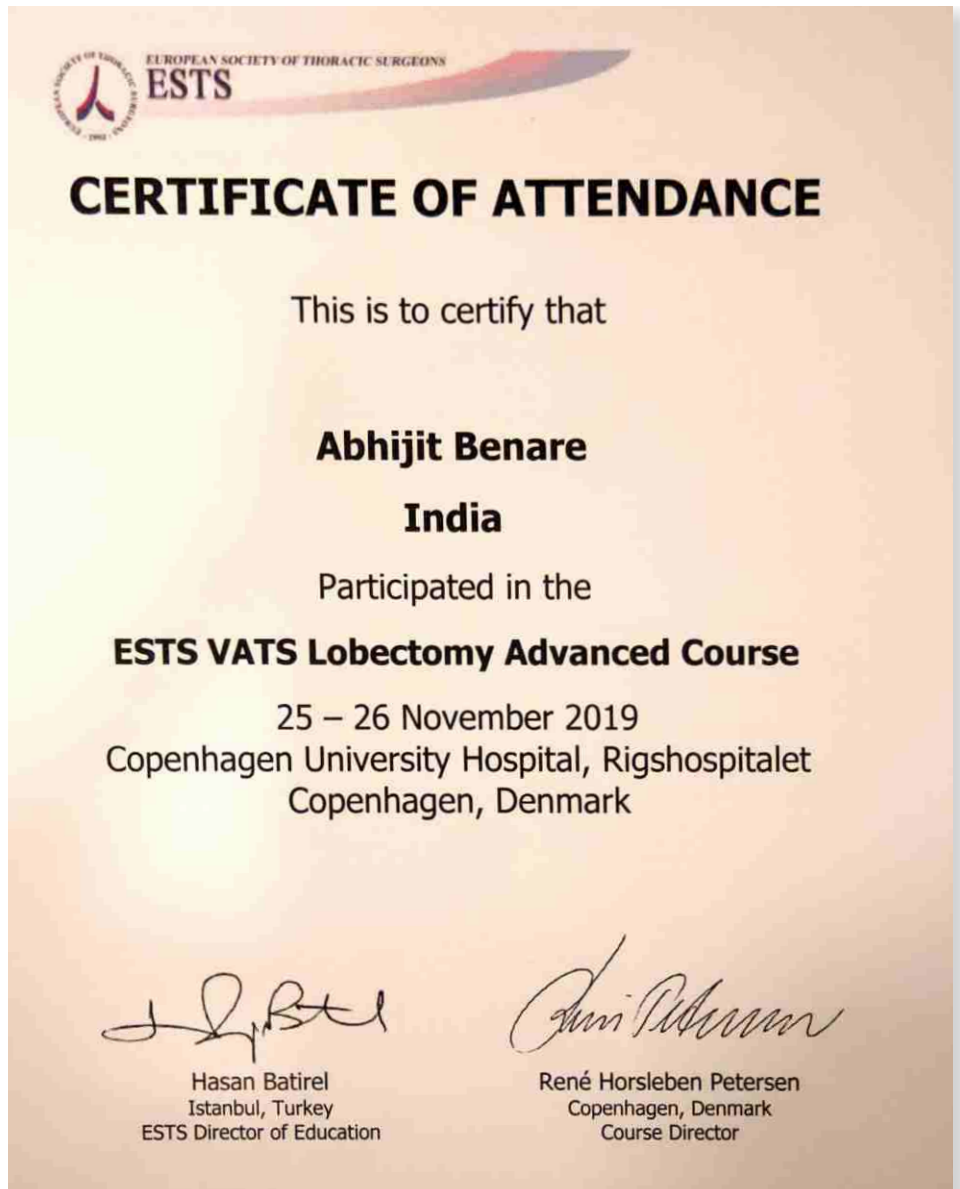 EUROPEAN SOCIETY OF THORACIC SURGEONS
ESTS
CERTIFICATE OF ATTENDANCE
This is to certify that
Abhijit Benare
India
Participated in the
ESTS VATS Lobectomy Advanced Course
25 – 26 November 2019
Copenhagen University Hospital, Rigshospitalet
Copenhagen, Denmark
Hasan Batirel
Istanbul, Turkey
ESTS Director of Education
René Horsleben Petersen
Copenhagen, Denmark
Course Director